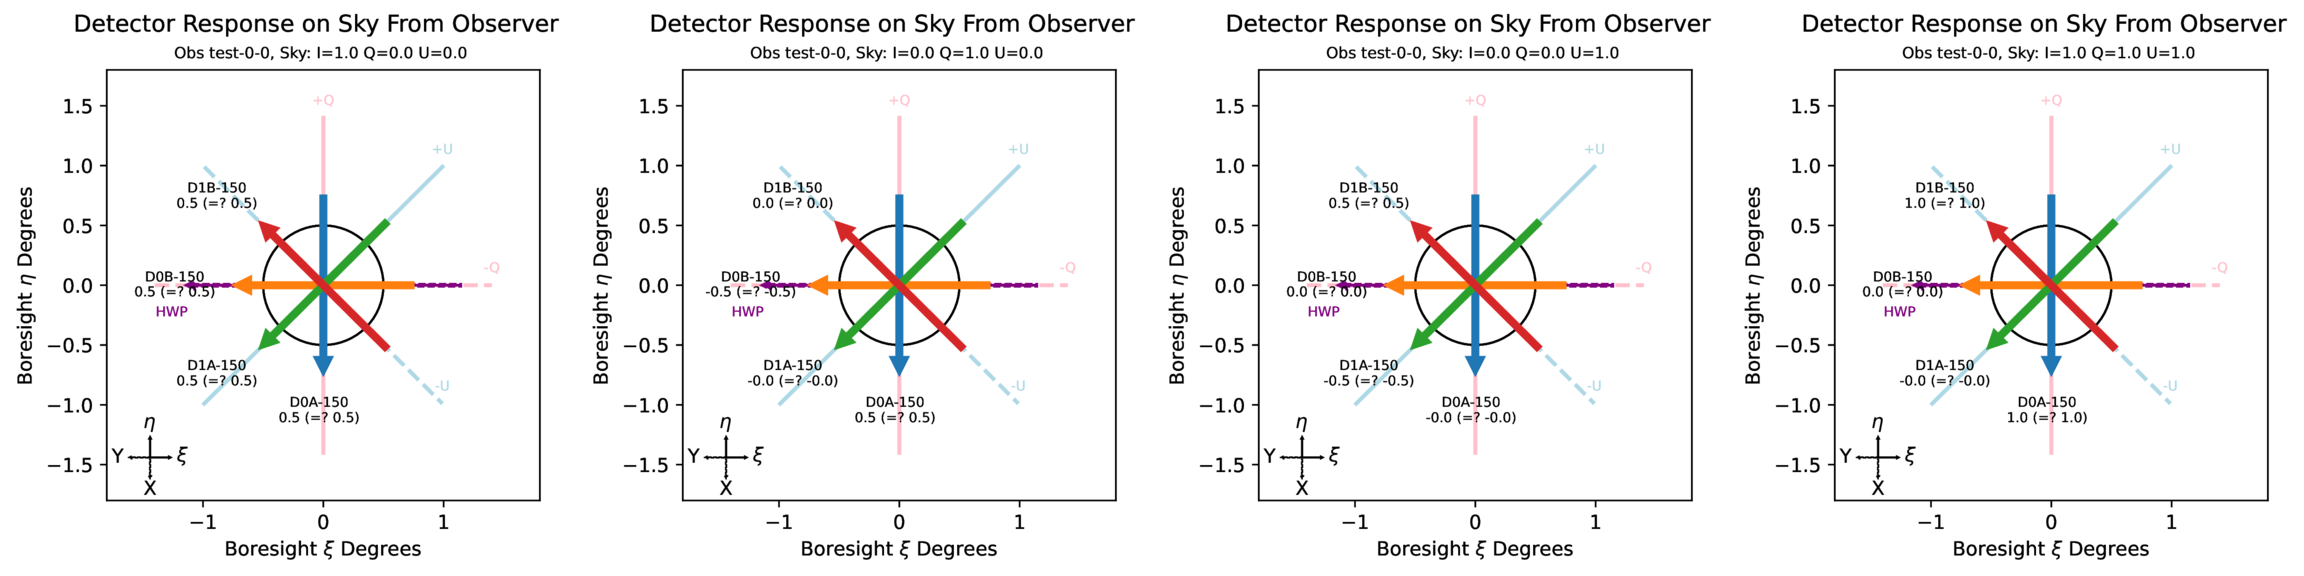 Detector Response on Sky From Observer
Obs test-0-0, Sky: I=1.0 Q=0.0 U=0.0
+Q
1.5
+U
1.0
D1B-150
0.5 (=? 0.5)
0.5
-Q
D0B-150
0.0
0.5 (=? 0.5)
HWP
−0.5
D1A-150
0.5 (=? 0.5)
-U
D0A-150
−1.0
0.5 (=? 0.5)
η
Y
ξ
−1.5
X
−1
0
1
Boresight ξ Degrees
Boresight η Degrees
Detector Response on Sky From Observer
Obs test-0-0, Sky: I=0.0 Q=1.0 U=0.0
+Q
1.5
+U
1.0
D1B-150
0.0 (=? 0.0)
0.5
-Q
D0B-150
0.0
-0.5 (=? -0.5)
HWP
−0.5
D1A-150
-0.0 (=? -0.0)
-U
D0A-150
−1.0
0.5 (=? 0.5)
η
Y
ξ
−1.5
X
−1
0
1
Boresight ξ Degrees
Boresight η Degrees
Detector Response on Sky From Observer
Obs test-0-0, Sky: I=0.0 Q=0.0 U=1.0
+Q
1.5
+U
1.0
D1B-150
0.5 (=? 0.5)
0.5
-Q
D0B-150
0.0
0.0 (=? 0.0)
HWP
−0.5
D1A-150
-0.5 (=? -0.5)
-U
D0A-150
−1.0
-0.0 (=? -0.0)
η
Y
ξ
−1.5
X
−1
0
1
Boresight ξ Degrees
Boresight η Degrees
Detector Response on Sky From Observer
Obs test-0-0, Sky: I=1.0 Q=1.0 U=1.0
+Q
1.5
+U
1.0
D1B-150
1.0 (=? 1.0)
0.5
-Q
D0B-150
0.0
0.0 (=? 0.0)
HWP
−0.5
D1A-150
-0.0 (=? -0.0)
-U
D0A-150
−1.0
1.0 (=? 1.0)
η
Y
ξ
−1.5
X
−1
0
1
Boresight ξ Degrees
Boresight η Degrees